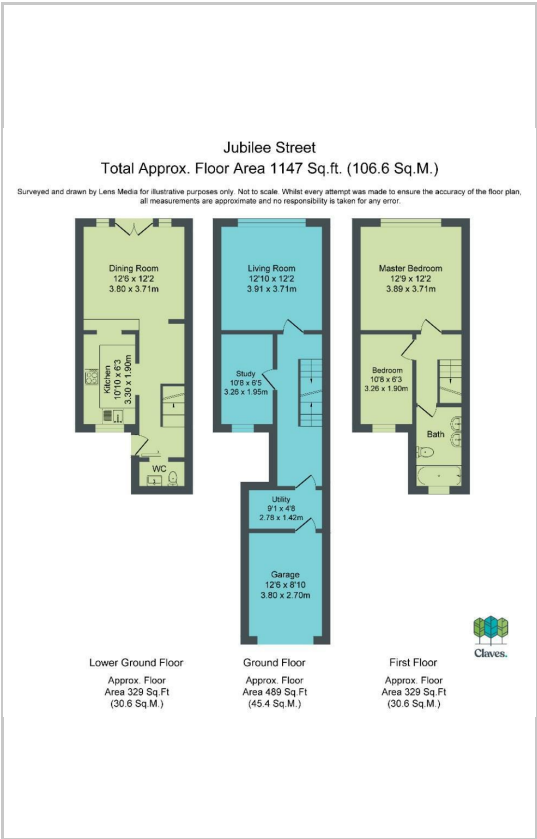 Jubilee Street
Total Approx. Floor Area 1147 Sq.ft. (106.6 Sq.M.)
Surveyed and drawn by Lens Media for illustrative purposes only. Not to scale. Whilst every attempt was made to ensure the accuracy of the floor plan,
all measurements are approximate and no responsibility is taken for any error.
Dining Room
12'6 x 12'2
3.80 x 3.71m
Kitchen
10'10 x 6'3
3.30 x 1.90m
WC
Living Room
12'10 x 12'2
3.91 x 3.71m
Study
10'8 x 6'5
3.26 x 1.95m
Utility
9'1 x 4'8
2.78 x 1.42m
Garage
12'6 x 8'10
3.80 x 2.70m
Master Bedroom
12'9 x 12'2
3.89 x 3.71m
Bedroom
10'8 x 6'3
3.26 x 1.90m
Bath
Claves.
Lower Ground Floor
Approx. Floor
Area 329 Sq.Ft
(30.6 Sq.M.)
Ground Floor
Approx. Floor
Area 489 Sq.Ft
(45.4 Sq.M.)
First Floor
Approx. Floor
Area 329 Sq.Ft
(30.6 Sq.M.)